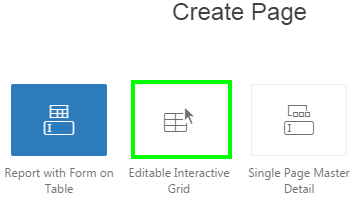 Create Page
Report with Form on
Table
Editable Interactive
Grid
Single Page Master
Detail